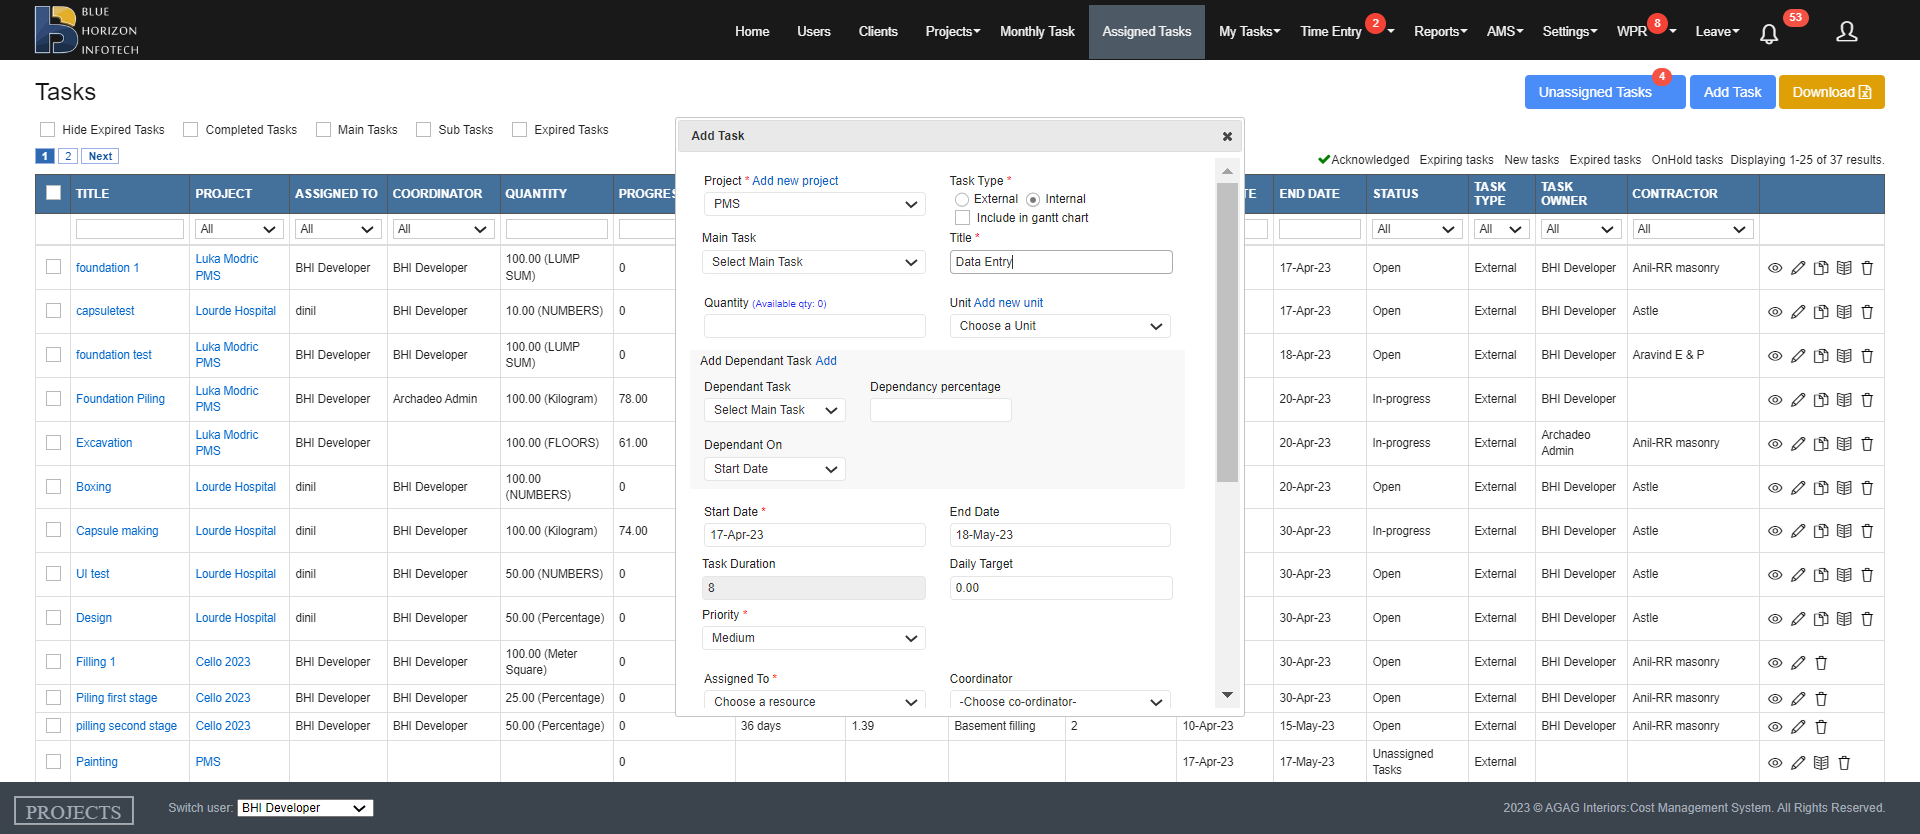 BLUE
HORIZON
INFOTECH
Home Users Clients Projects Monthly Task Assigned Tasks My Tasks Time Entry 2 Reports AMS Settings WPR 8 Leave 53
Tasks
Unassigned Tasks 4 Add Task Download
Hide Expired Tasks Completed Tasks Main Tasks Sub Tasks Expired Tasks
1 2 Next
Acknowledged Expiring tasks New tasks Expired tasks OnHold tasks Displaying 1-25 of 37 results.
TITLE PROJECT ASSIGNED TO COORDINATOR QUANTITY PROGRES TE END DATE STATUS TASK TYPE TASK OWNER CONTRACTOR
All All All All All All All
foundation 1 Luka Modric PMS BHI Developer BHI Developer 100.00 (LUMP SUM) 0 17-Apr-23 Open External BHI Developer Anil-RR masonry
capsuletest Lourde Hospital dinil BHI Developer 10.00 (NUMBERS) 0 17-Apr-23 Open External BHI Developer Astle
foundation test Luka Modric PMS BHI Developer BHI Developer 100.00 (LUMP SUM) 0 18-Apr-23 Open External BHI Developer Aravind E & P
Foundation Piling Luka Modric PMS BHI Developer Archadeo Admin 100.00 (Kilogram) 78.00 20-Apr-23 In-progress External BHI Developer
Excavation Luka Modric PMS BHI Developer 100.00 (FLOORS) 61.00 20-Apr-23 In-progress External Archadeo Admin Anil-RR masonry
Boxing Lourde Hospital dinil BHI Developer 100.00 (NUMBERS) 0 20-Apr-23 Open External BHI Developer Astle
Capsule making Lourde Hospital dinil BHI Developer 100.00 (Kilogram) 74.00 30-Apr-23 In-progress External BHI Developer Astle
UI test Lourde Hospital dinil BHI Developer 50.00 (NUMBERS) 0 30-Apr-23 Open External BHI Developer Astle
Design Lourde Hospital dinil BHI Developer 50.00 (Percentage) 0 30-Apr-23 Open External BHI Developer Astle
Filling 1 Cello 2023 BHI Developer BHI Developer 100.00 (Meter Square) 0 30-Apr-23 Open External BHI Developer Anil-RR masonry
Piling first stage Cello 2023 BHI Developer BHI Developer 25.00 (Percentage) 0 30-Apr-23 Open External BHI Developer Anil-RR masonry
pilling second stage Cello 2023 BHI Developer BHI Developer 50.00 (Percentage) 0 36 days 1.39 Basement filling 2 10-Apr-23 15-May-23 Open External BHI Developer Anil-RR masonry
Painting PMS 0 17-Apr-23 17-May-23 Unassigned Tasks External
Add Task
Project * Add new project Task Type *
PMS External Internal
Include in gantt chart
Main Task Title *
Select Main Task Data Entry
Quantity (Available qty: 0) Unit Add new unit
Choose a Unit
Add Dependant Task Add
Dependant Task Dependancy percentage
Select Main Task
Dependant On
Start Date
Start Date * End Date
17-Apr-23 18-May-23
Task Duration Daily Target
8 0.00
Priority *
Medium
Assigned To * Coordinator
Choose a resource -Choose co-ordinator-
PROJECTS Switch user: BHI Developer 2023 © AGAG Interiors:Cost Management System. All Rights Reserved.